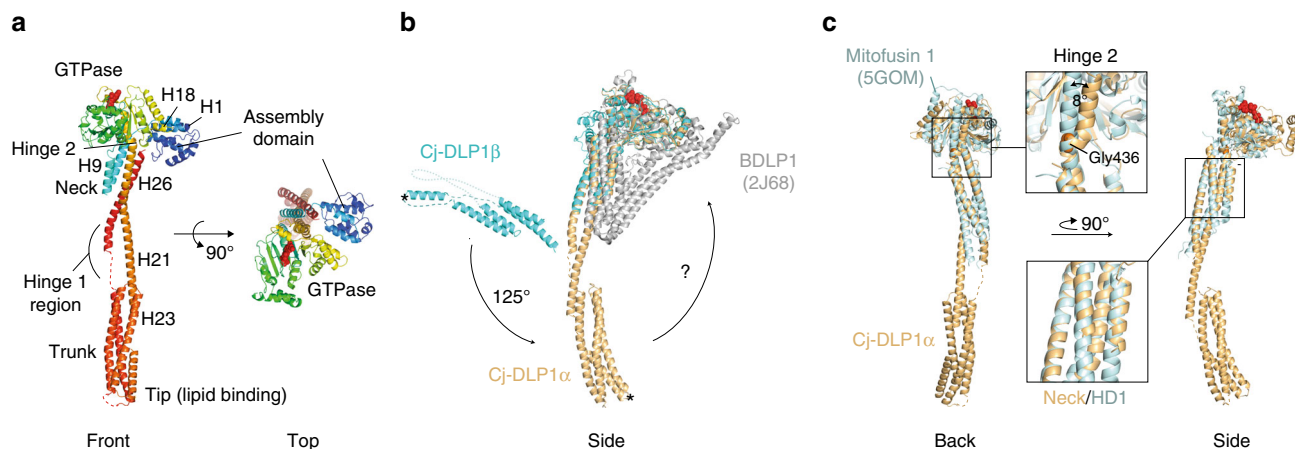 a
GTPase
H18
H1
Assembly
domain
Hinge 2
H9
Neck
H26
90°
H21
Hinge 1
region
GTPase
H23
Trunk
Tip (lipid binding)
Front
Top
b
Cj-DLP1β
*
BDLP1
(2J68)
125°
?
Cj-DLP1α
*
Side
c
Mitofusin 1
(5GOM)
Hinge 2
8°
Gly436
90°
Cj-DLP1α
Neck/HD1
Back
Side